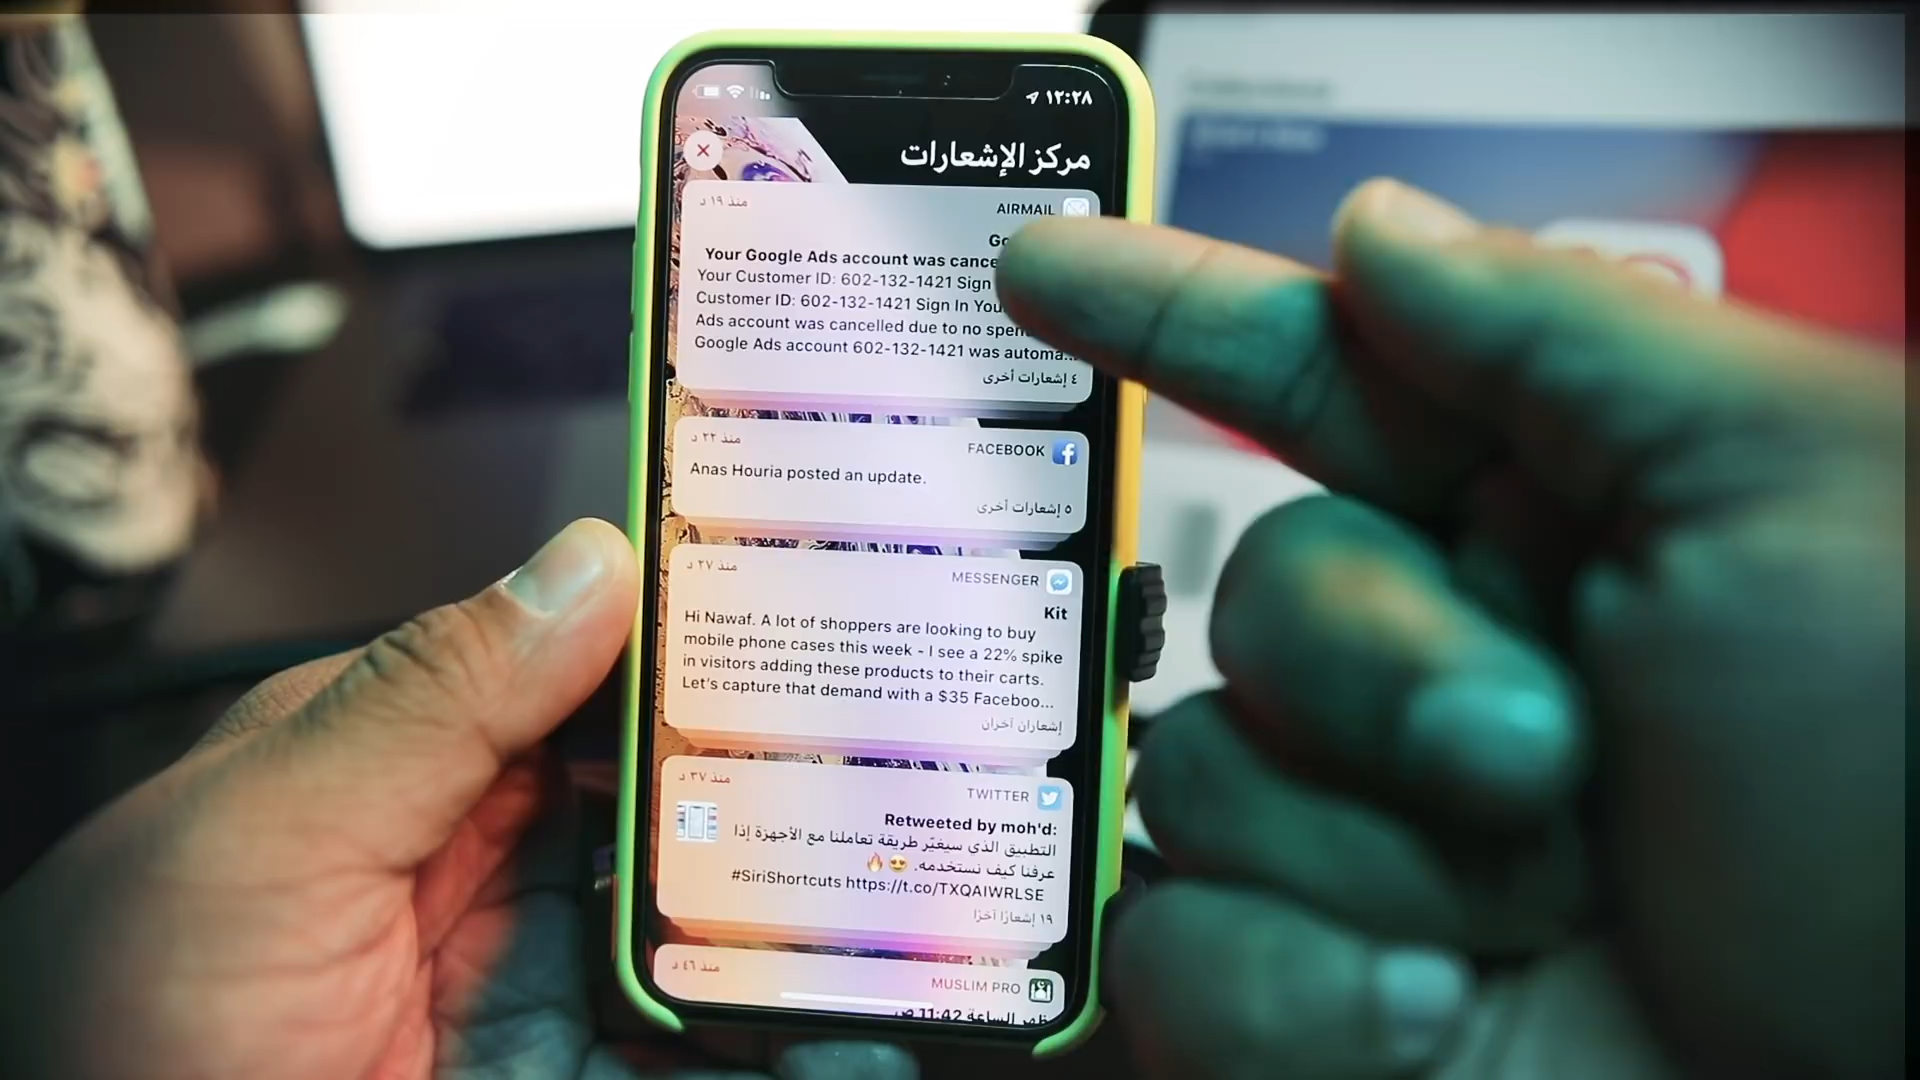 ١٢:٢٨
مركز الإشعارات
AIRMAIL
منذ ١٩ د
Your Google Ads account was
Your Customer ID: 602-132-1421 Sign
Customer ID: 602-132-1421 Sign In
Ads account was cancelled due to no
Google Ads account 602-132-1421 was automa...
٤ إشعارات أخرى
FACEBOOK
منذ ٢٢ د
Anas Houria posted an update.
٥ إشعارات أخرى
MESSENGER
منذ ٢٧ د
Kit
Hi Nawaf. A lot of shoppers are looking to buy
mobile phone cases this week - I see a 22% spike
in visitors adding these products to their carts.
Let's capture that demand with a $35 Faceboo...
إشعاران آخران
TWITTER
منذ ٣٧ د
Retweeted by moh'd:
التطبيق الذي سيغيّر طريقة تعاملنا مع الأجهزة إذا
عرفنا كيف نستخدمه. 😍🔥
#SiriShortcuts https://t.co/TXQAIWRLSE
١٩ إشعارًا آخرًا
MUSLIM PRO
منذ ٤٦ د
ظهر الساعة 11:42 ص